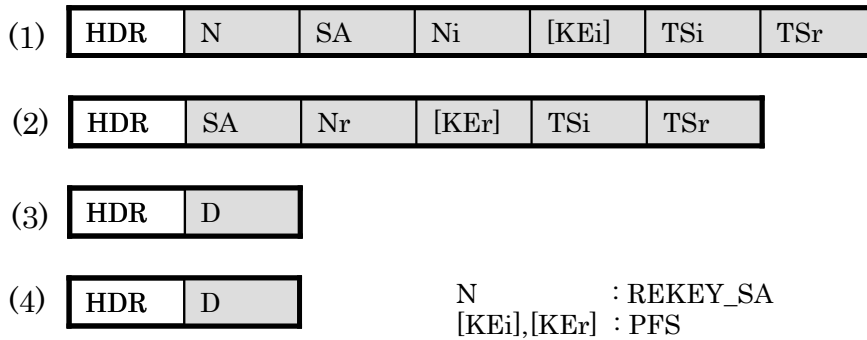 (1) HDR N SA Ni [KEi] TSi TSr
(2) HDR SA Nr [KEr] TSi TSr
(3) HDR D
(4) HDR D
N : REKEY_SA
[KEi],[KEr] : PFS